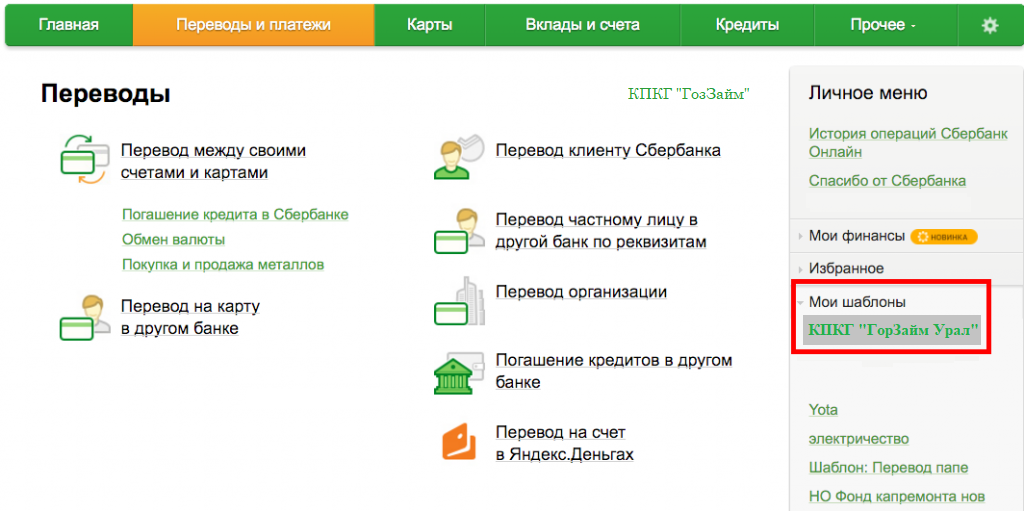 Главная
Переводы и платежи
Карты
Вклады и счета
Кредиты
Прочее
Переводы
КПКГ "ГозЗайм"
Перевод между своими
счетами и картами
Погашение кредита в Сбербанке
Обмен валюты
Покупка и продажа металлов
Перевод на карту
в другом банке
Перевод клиенту Сбербанка
Перевод частному лицу в
другой банк по реквизитам
Перевод организации
Погашение кредитов в другом
банке
Перевод на счет
в Яндекс.Деньгах
Личное меню
История операций Сбербанк
Онлайн
Спасибо от Сбербанка
Мои финансы НОВИНКА
Избранное
Мои шаблоны
КПКГ "ГорЗайм Урал"
Yota
электричество
Шаблон: Перевод папе
НО Фонд капремонта нов